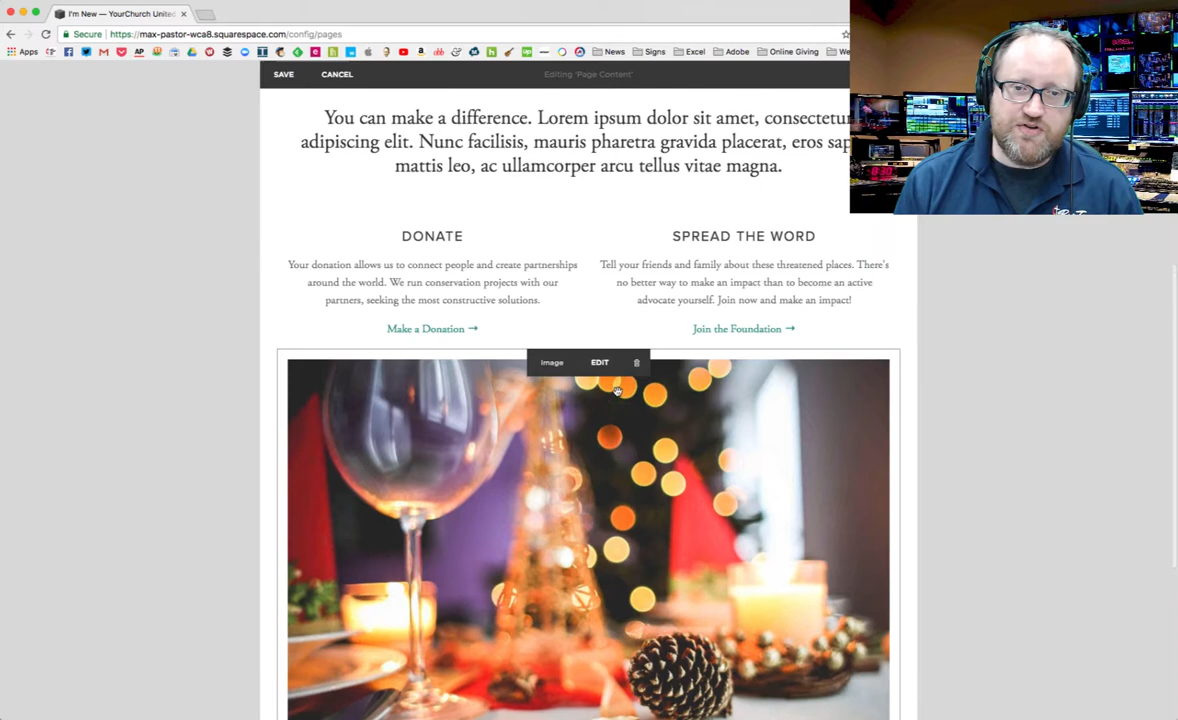 I'm New — YourChurch United
Secure
https://max-pastor-wca8.squarespace.com/config/pages
Apps
AP
Up
News
Signs
Excel
Adobe
Online Giving
We
SAVE
CANCEL
Editing 'Page Content'
You can make a difference. Lorem ipsum dolor sit amet, consectetur
adipiscing elit. Nunc facilisis, mauris pharetra gravida placerat, eros sap
mattis leo, ac ullamcorper arcu tellus vitae magna.
DONATE
Your donation allows us to connect people and create partnerships
around the world. We run conservation projects with our
partners, seeking the most constructive solutions.
Make a Donation →
SPREAD THE WORD
Tell your friends and family about these threatened places. There's
no better way to make an impact than to become an active
advocate yourself. Join now and make an impact!
Join the Foundation →
Image
EDIT
8:30